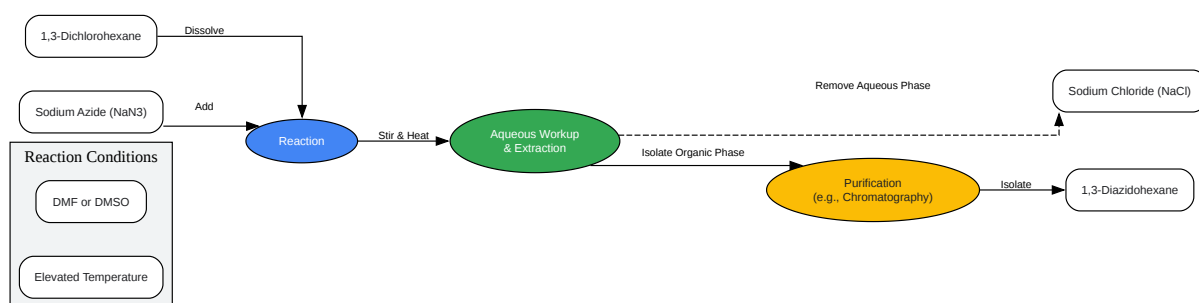 1,3-Dichlorohexane
Dissolve
Sodium Azide (NaN3)
Add
Reaction
Stir & Heat
Aqueous Workup
& Extraction
Remove Aqueous Phase
Sodium Chloride (NaCl)
Isolate Organic Phase
Purification
(e.g., Chromatography)
Isolate
1,3-Diazidohexane
Reaction Conditions
DMF or DMSO
Elevated Temperature